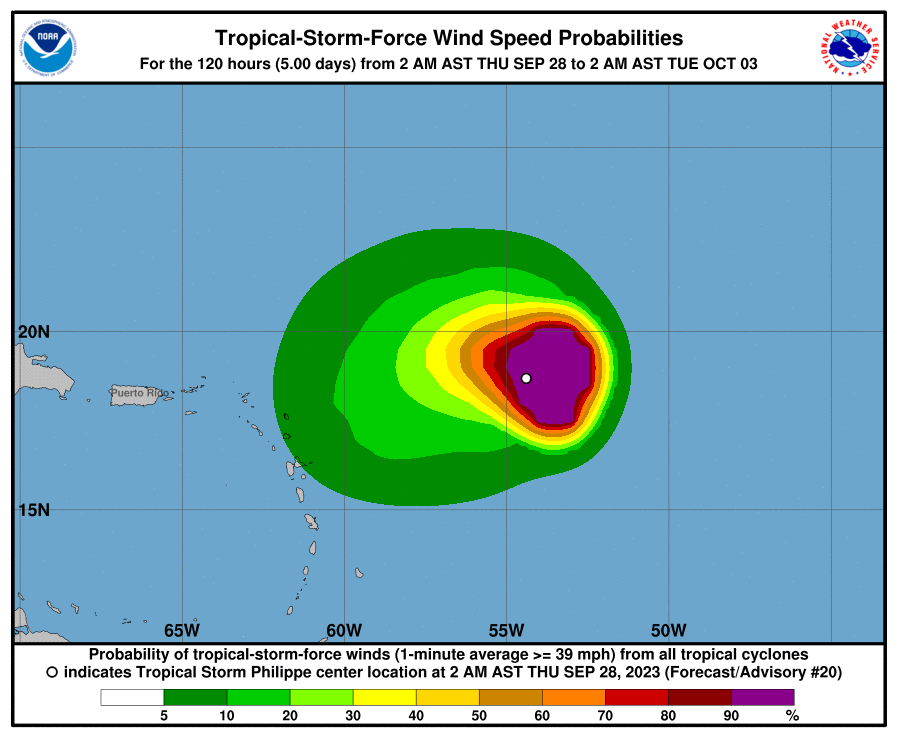 Tropical-Storm-Force Wind Speed Probabilities
For the 120 hours (5.00 days) from 2 AM AST THU SEP 28 to 2 AM AST TUE OCT 03
NOAA
NATIONAL WEATHER SERVICE
20N
Puerto Rico
15N
65W 60W 55W 50W
Probability of tropical-storm-force winds (1-minute average >= 39 mph) from all tropical cyclones
indicates Tropical Storm Philippe center location at 2 AM AST THU SEP 28, 2023 (Forecast/Advisory #20)
5 10 20 30 40 50 60 70 80 90 %